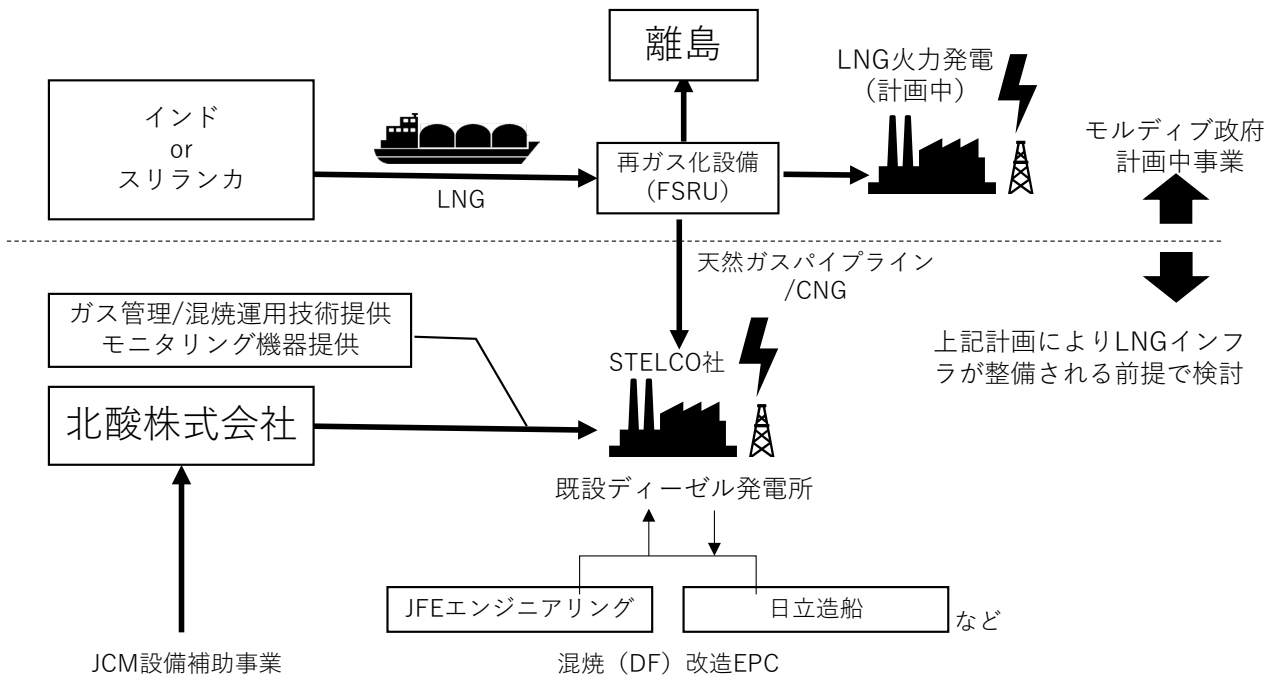 離島
LNG火力発電
（計画中）
インド
or
スリランカ
LNG
再ガス化設備
（FSRU）
モルディブ政府
計画中事業
天然ガスパイプライン
/CNG
ガス管理/混焼運用技術提供
モニタリング機器提供
上記計画によりLNGインフ
ラが整備される前提で検討
STELCO社
北酸株式会社
既設ディーゼル発電所
JFEエンジニアリング
日立造船
など
JCM設備補助事業
混焼（DF）改造EPC